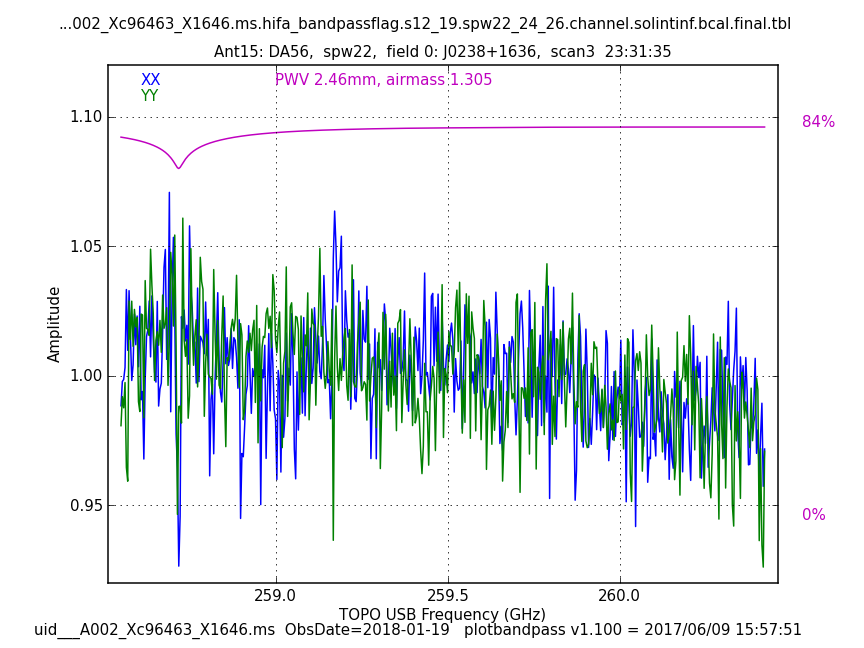 ...002_Xc96463_X1646.ms.hifa_bandpassflag.s12_19.spw22_24_26.channel.solintinf.bcal.final.tbl
Ant15: DA56, spw22, field 0: J0238+1636, scan3 23:31:35
XX
YY
PWV 2.46mm, airmass 1.305
84%
0%
1.10
1.05
1.00
0.95
Amplitude
259.0 259.5 260.0
TOPO USB Frequency (GHz)
uid___A002_Xc96463_X1646.ms ObsDate=2018-01-19 plotbandpass v1.100 = 2017/06/09 15:57:51